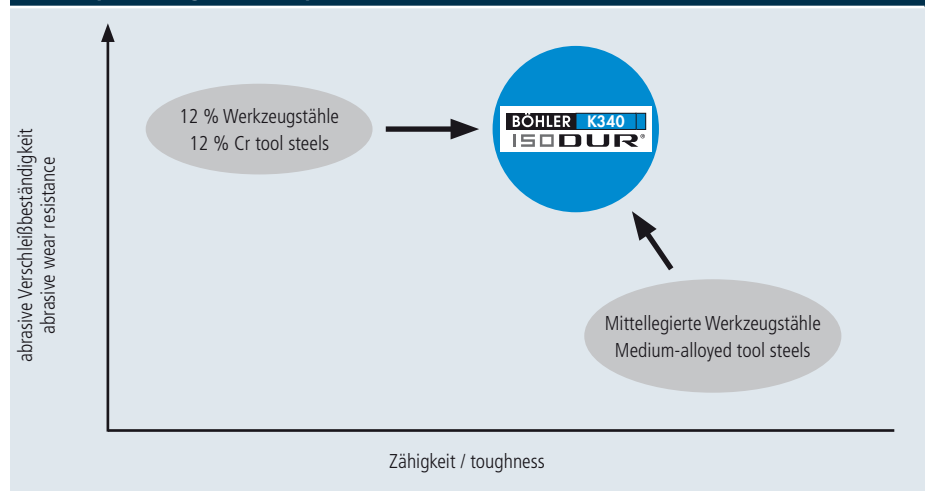 abrasive Verschleißbeständigkeit
abrasive wear resistance
12 % Werkzeugstähle
12 % Cr tool steels
BÖHLER K340
ISODUR®
Mittellegierte Werkzeugstähle
Medium-alloyed tool steels
Zähigkeit / toughness